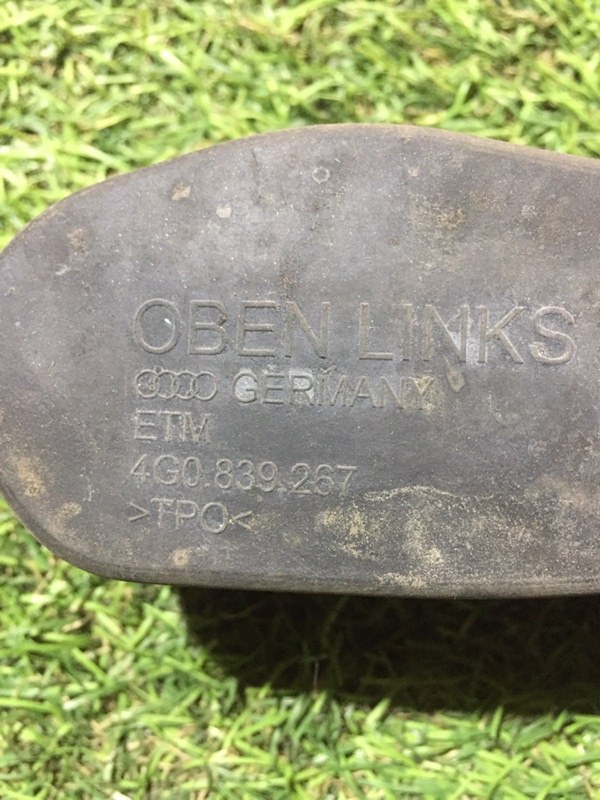 OBEN LINKS
GERMANY
ETM
4G0.839.267
>TPO<